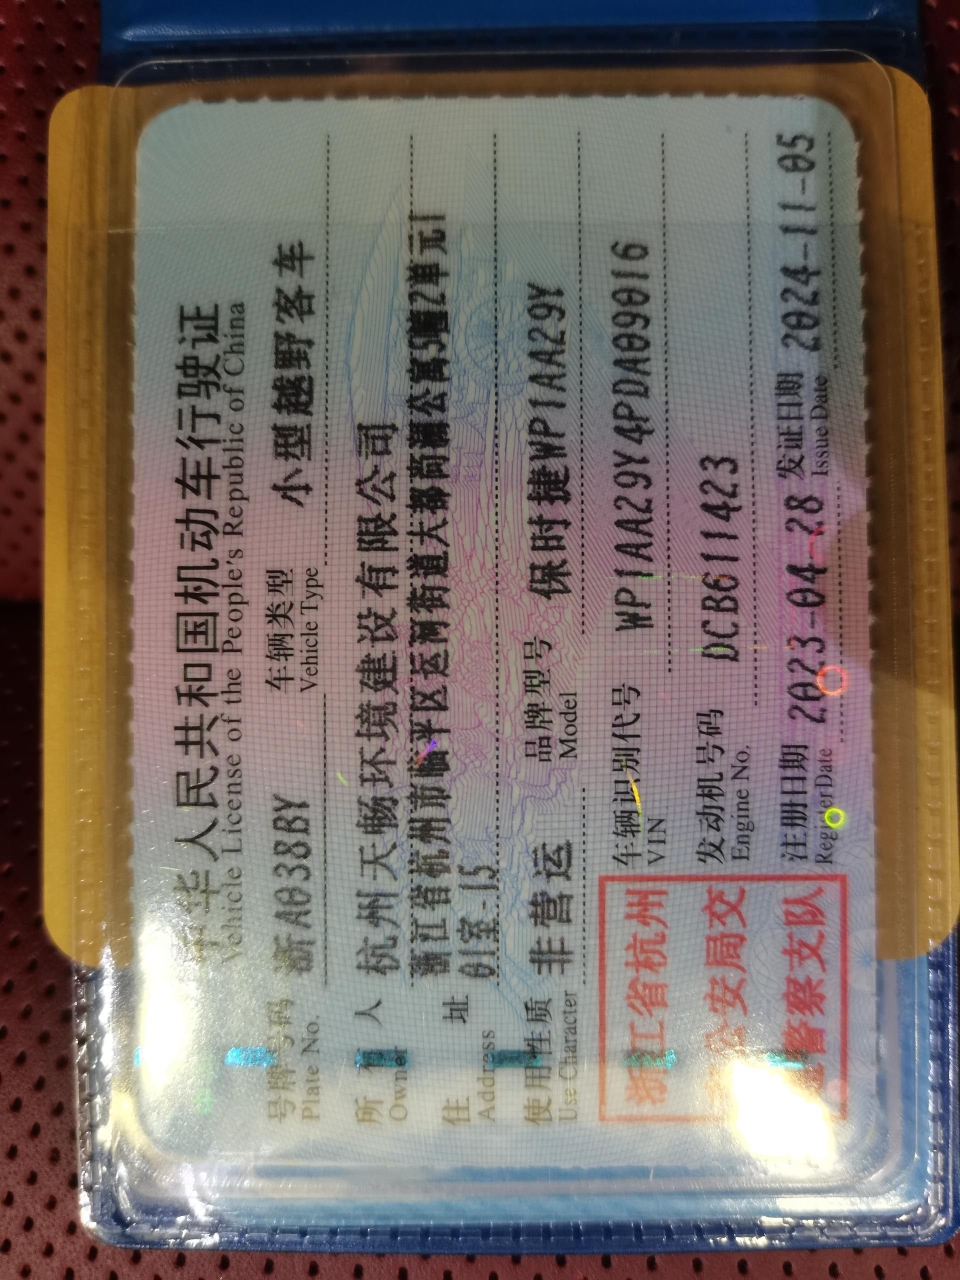 中华人民共和国机动车行驶证
Vehicle License of the People's Republic of China
号牌号码 浙A038BY 车辆类型 小型越野客车
Plate No. Vehicle Type
所有人 杭州天畅环境建设有限公司
Owner
住址 浙江省杭州市临平区运河街道大都尚澜公寓5幢2单元1
Address 01室-15
使用性质 非营运 品牌型号 保时捷WP1AA29Y
Use Character Model
浙江省杭州 车辆识别代号 WP1AA29Y4PDA09016
VIN
市公安局交 发动机号码 DCB6111423
Engine No.
通警察支队 注册日期 2023-04-28 发证日期 2024-11-05
Register Date Issue Date